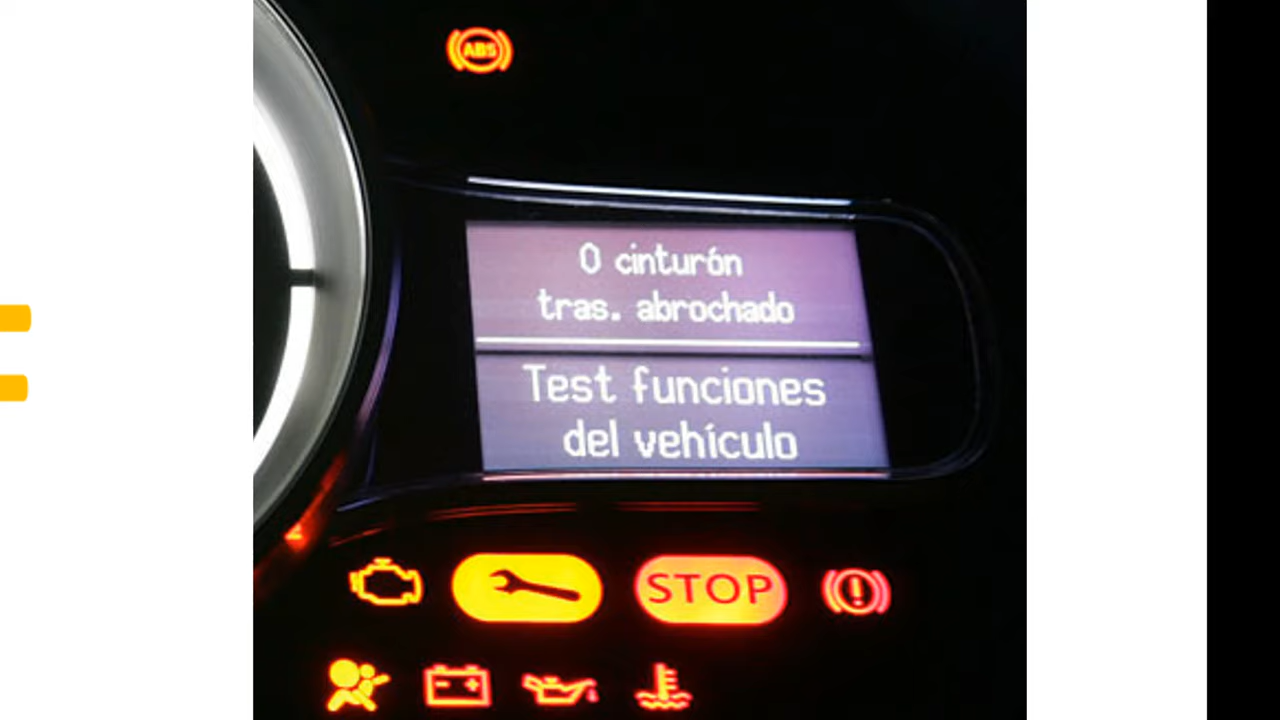 ABS
0 cinturón
tras. abrochado
Test funciones
del vehículo
STOP